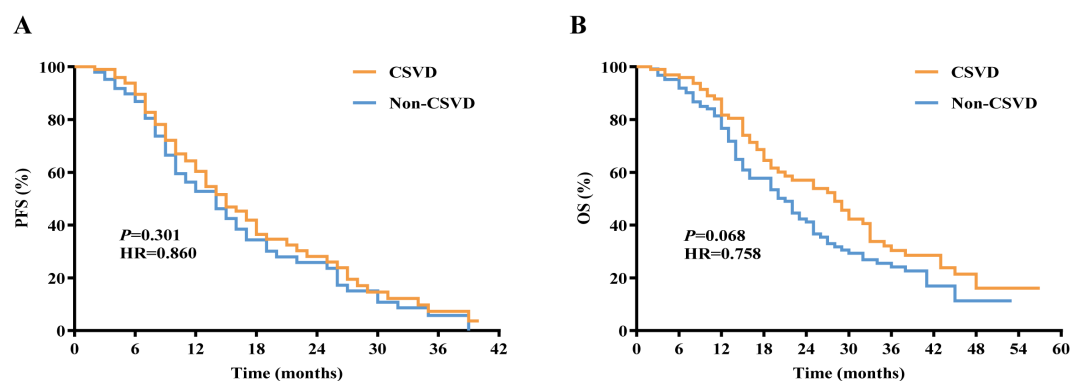 A
100
80
60
40
20
0
PFS (%)
CSVD
Non-CSVD
P=0.301
HR=0.860
0 6 12 18 24 30 36 42
Time (months)
B
100
80
60
40
20
0
OS (%)
CSVD
Non-CSVD
P=0.068
HR=0.758
0 6 12 18 24 30 36 42 48 54 60
Time (months)